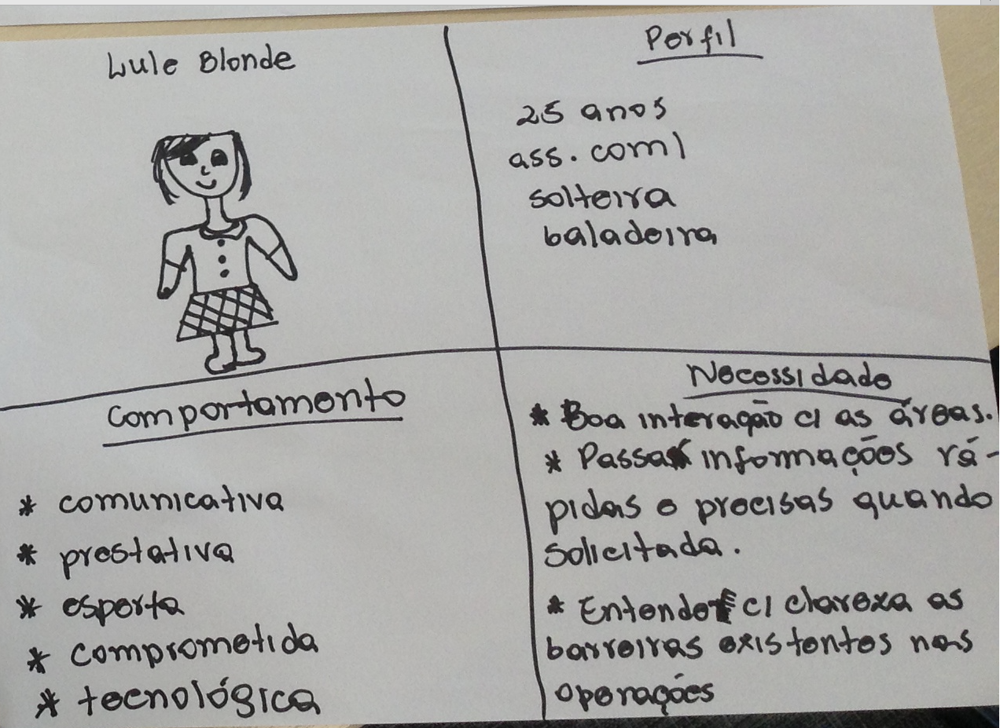 Lule Blonde
Perfil
25 anos
ass. com l
solteira
baladeira
Comportamento
* comunicativa
* prestativa
* esperta
* comprometida
* tecnológica
Necessidade
* Boa interação c/ as áreas.
* Passar informações rá-
pidas e precisas quando
solicitada.
* Entender c/ clareza as
barreiras existentes nas
operações